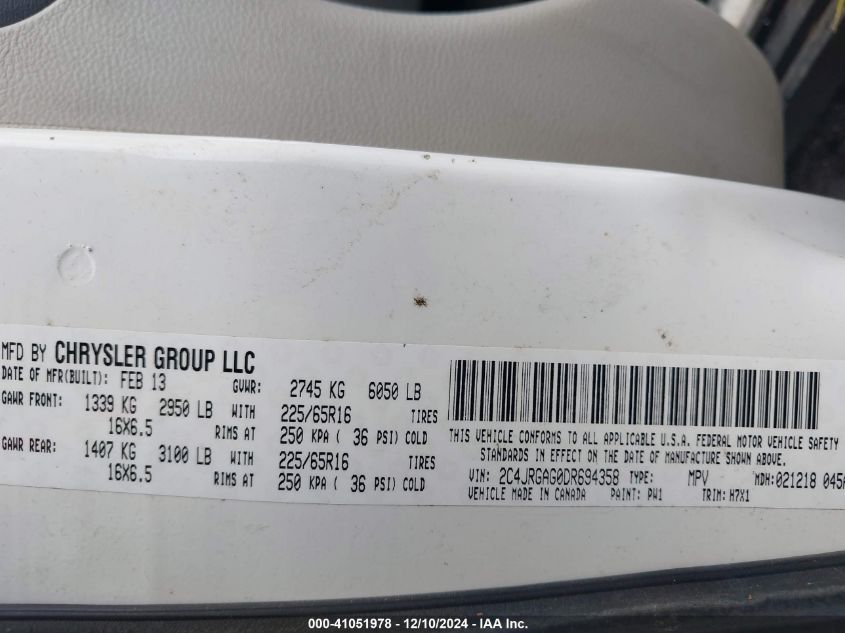 MFD BY CHRYSLER GROUP LLC
DATE OF MFR(BUILT): FEB 13 GVWR: 2745 KG 6050 LB
GAWR FRONT: 1339 KG 2950 LB WITH 225/65R16 TIRES
16X6.5 RIMS AT 250 KPA ( 36 PSI) COLD
GAWR REAR: 1407 KG 3100 LB WITH 225/65R16 TIRES
16X6.5 RIMS AT 250 KPA ( 36 PSI) COLD
THIS VEHICLE CONFORMS TO ALL APPLICABLE U.S.A. FEDERAL MOTOR VEHICLE SAFETY
STANDARDS IN EFFECT ON THE DATE OF MANUFACTURE SHOWN ABOVE.
VIN: 2C4JRGAG0DR694358 TYPE: MPV MDH:021218 045
VEHICLE MADE IN CANADA PAINT: PW1 TRIM: H7X1
000-41051978 - 12/10/2024 - IAA Inc.